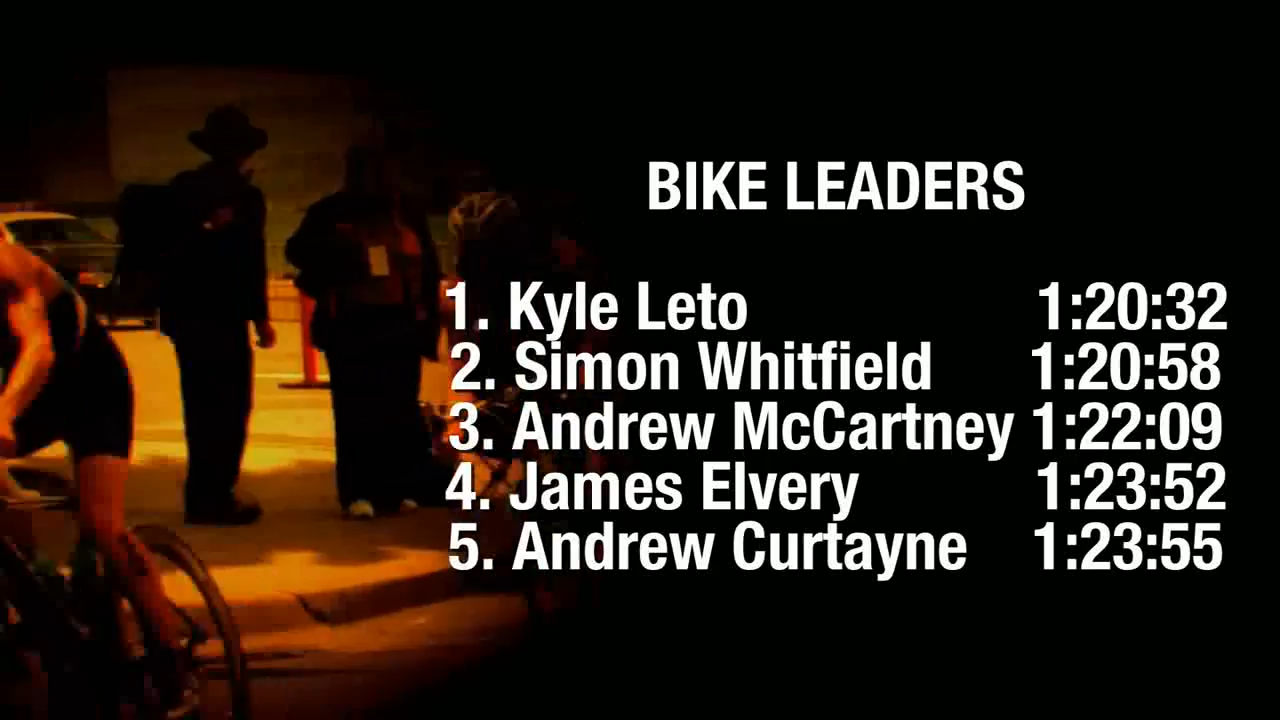 BIKE LEADERS
1. Kyle Leto 1:20:32
2. Simon Whitfield 1:20:58
3. Andrew McCartney 1:22:09
4. James Elvery 1:23:52
5. Andrew Curtayne 1:23:55